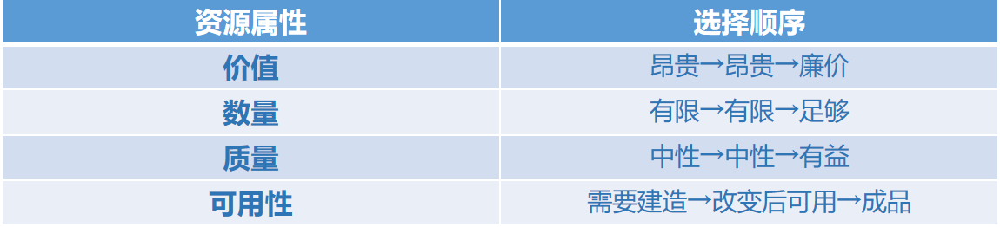 资源属性 选择顺序
价值 昂贵→昂贵→廉价
数量 有限→有限→足够
质量 中性→中性→有益
可用性 需要建造→改变后可用→成品